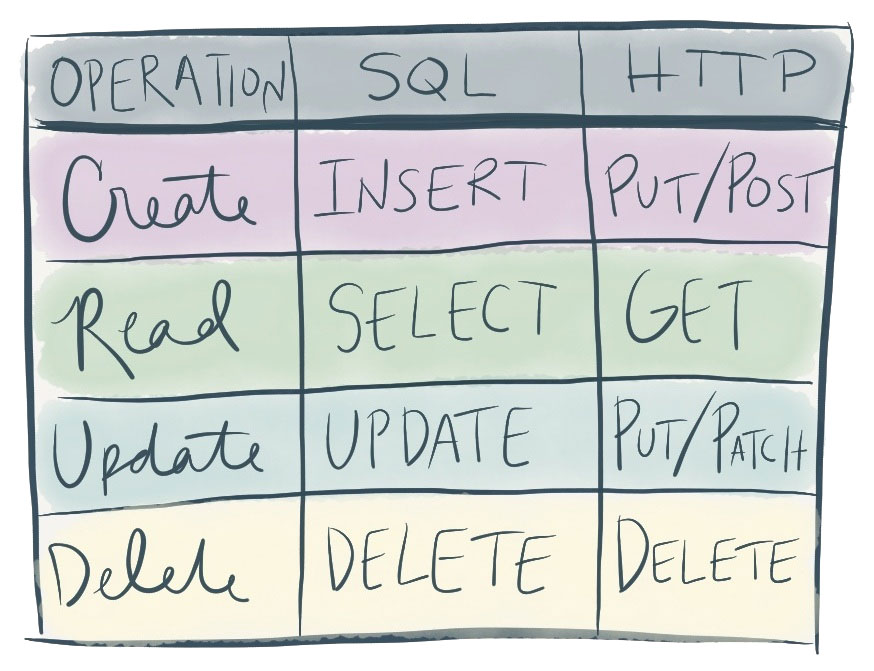 OPERATION SQL HTTP
Create INSERT PUT/POST
Read SELECT GET
Update UPDATE PUT/PATCH
Delete DELETE DELETE